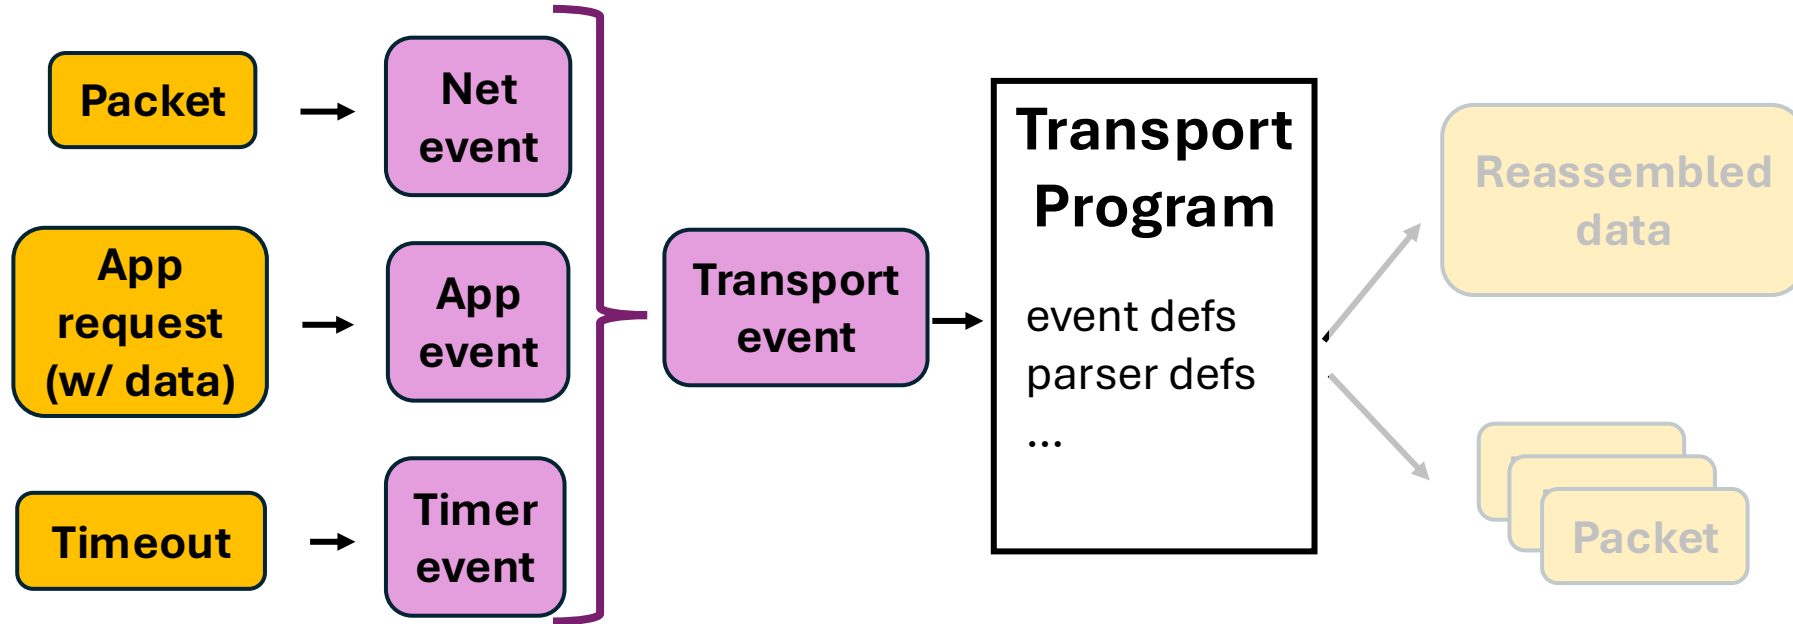 Packet
Net
event
App
request
(w/ data)
App
event
Timeout
Timer
event
Transport
event
Transport
Program
event defs
parser defs
...
Reassembled
data
Packet